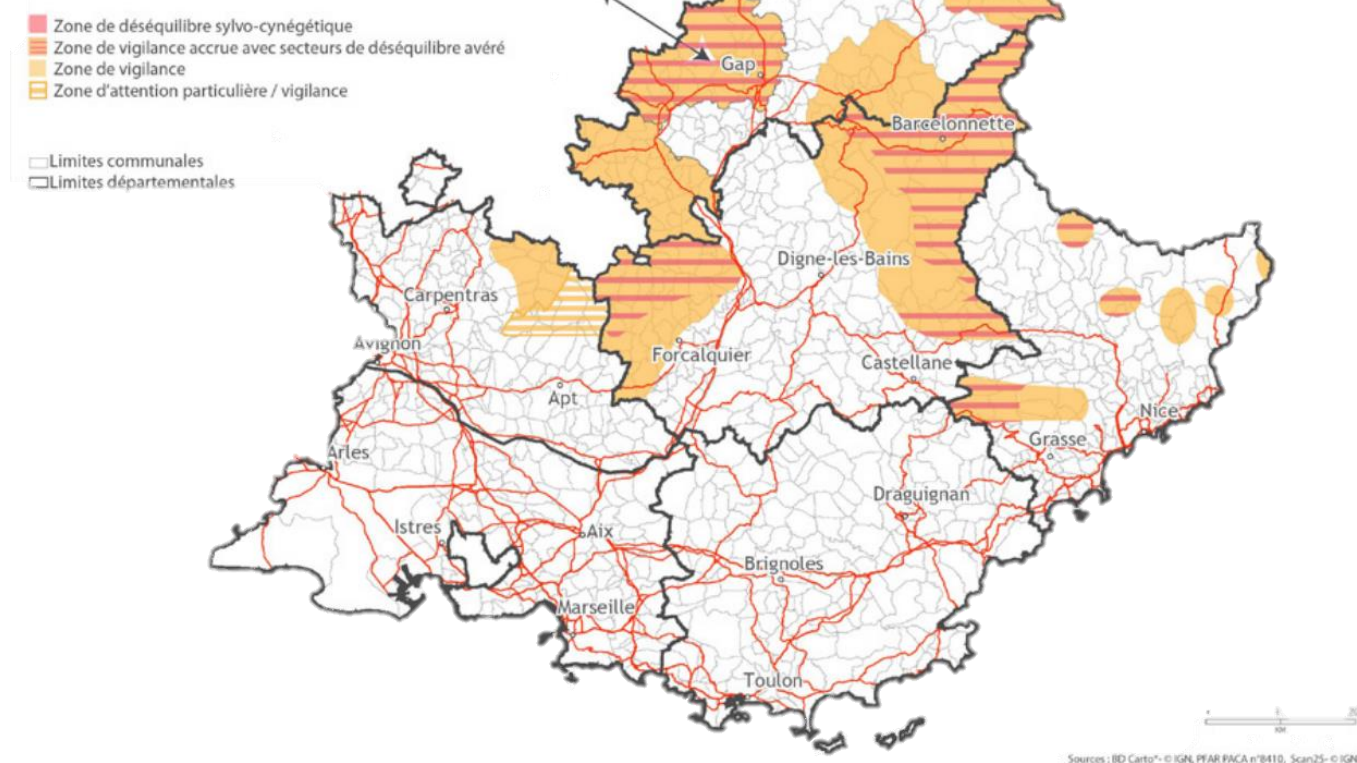 Zone de déséquilibre sylvo-cynégétique
Zone de vigilance accrue avec secteurs de déséquilibre avéré
Zone de vigilance
Zone d'attention particulière / vigilance
Limites communales
Limites départementales
Gap
Barcelonnette
Digne-les-Bains
Carpentras
Avignon
Forcalquier
Castellane
Apt
Nice
Grasse
Arles
Draguignan
Istres
Aix
Brignoles
Marseille
Toulon
Sources : BD Carto®- © IGN, PFAR PACA n°8410, Scan25- © IGN